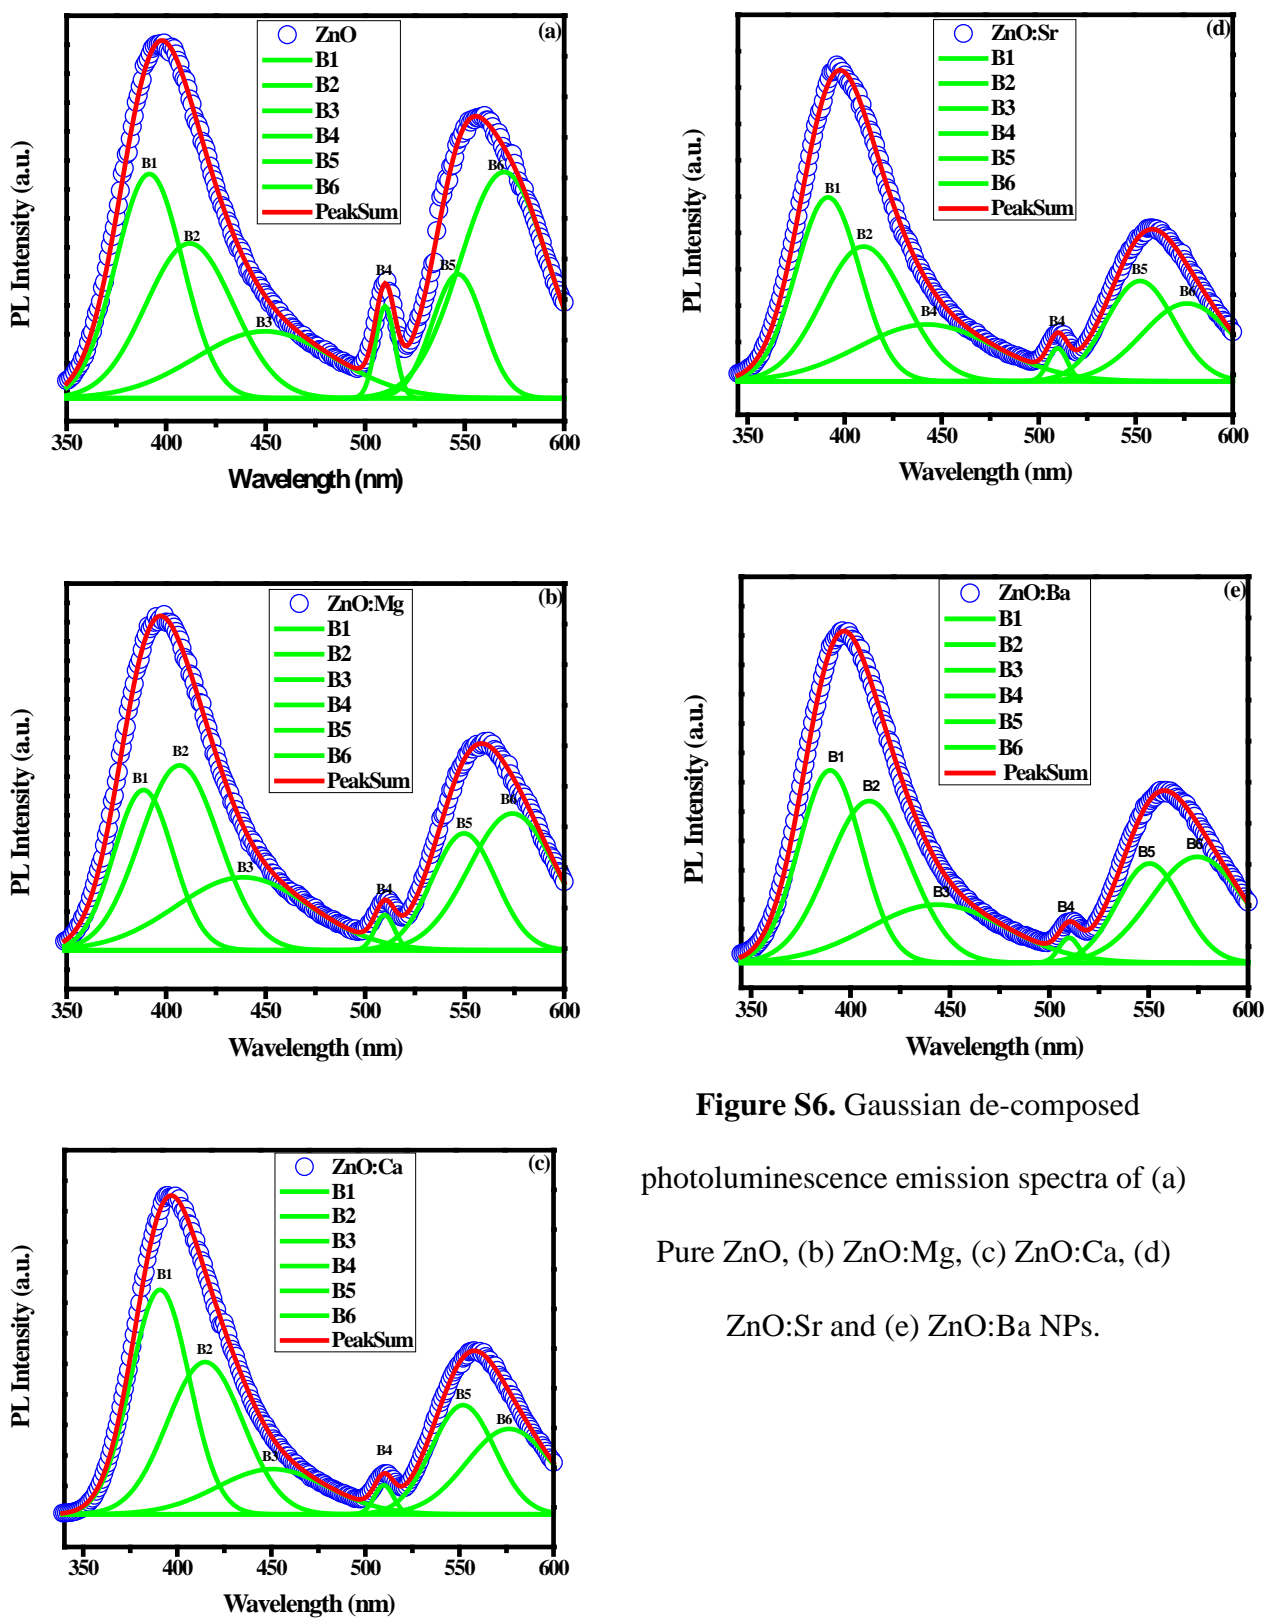 (a)
ZnO
B1
B2
B3
B4
B5
B6
PeakSum
B1
B2
B3
B4
B5
B6
PL Intensity (a.u.)
350 400 450 500 550 600
Wavelength (nm)
(d)
ZnO:Sr
B1
B2
B3
B4
B5
B6
PeakSum
B1
B2
B4
B4
B5
B6
PL Intensity (a.u.)
350 400 450 500 550 600
Wavelength (nm)
(b)
ZnO:Mg
B1
B2
B3
B4
B5
B6
PeakSum
B1
B2
B3
B4
B5
B6
PL Intensity (a.u.)
350 400 450 500 550 600
Wavelength (nm)
(e)
ZnO:Ba
B1
B2
B3
B4
B5
B6
PeakSum
B1
B2
B3
B4
B5
B6
PL Intensity (a.u.)
350 400 450 500 550 600
Wavelength (nm)
(c)
ZnO:Ca
B1
B2
B3
B4
B5
B6
PeakSum
B1
B2
B3
B4
B5
B6
PL Intensity (a.u.)
350 400 450 500 550 600
Wavelength (nm)
Figure S6. Gaussian de-composed
photoluminescence emission spectra of (a)
Pure ZnO, (b) ZnO:Mg, (c) ZnO:Ca, (d)
ZnO:Sr and (e) ZnO:Ba NPs.